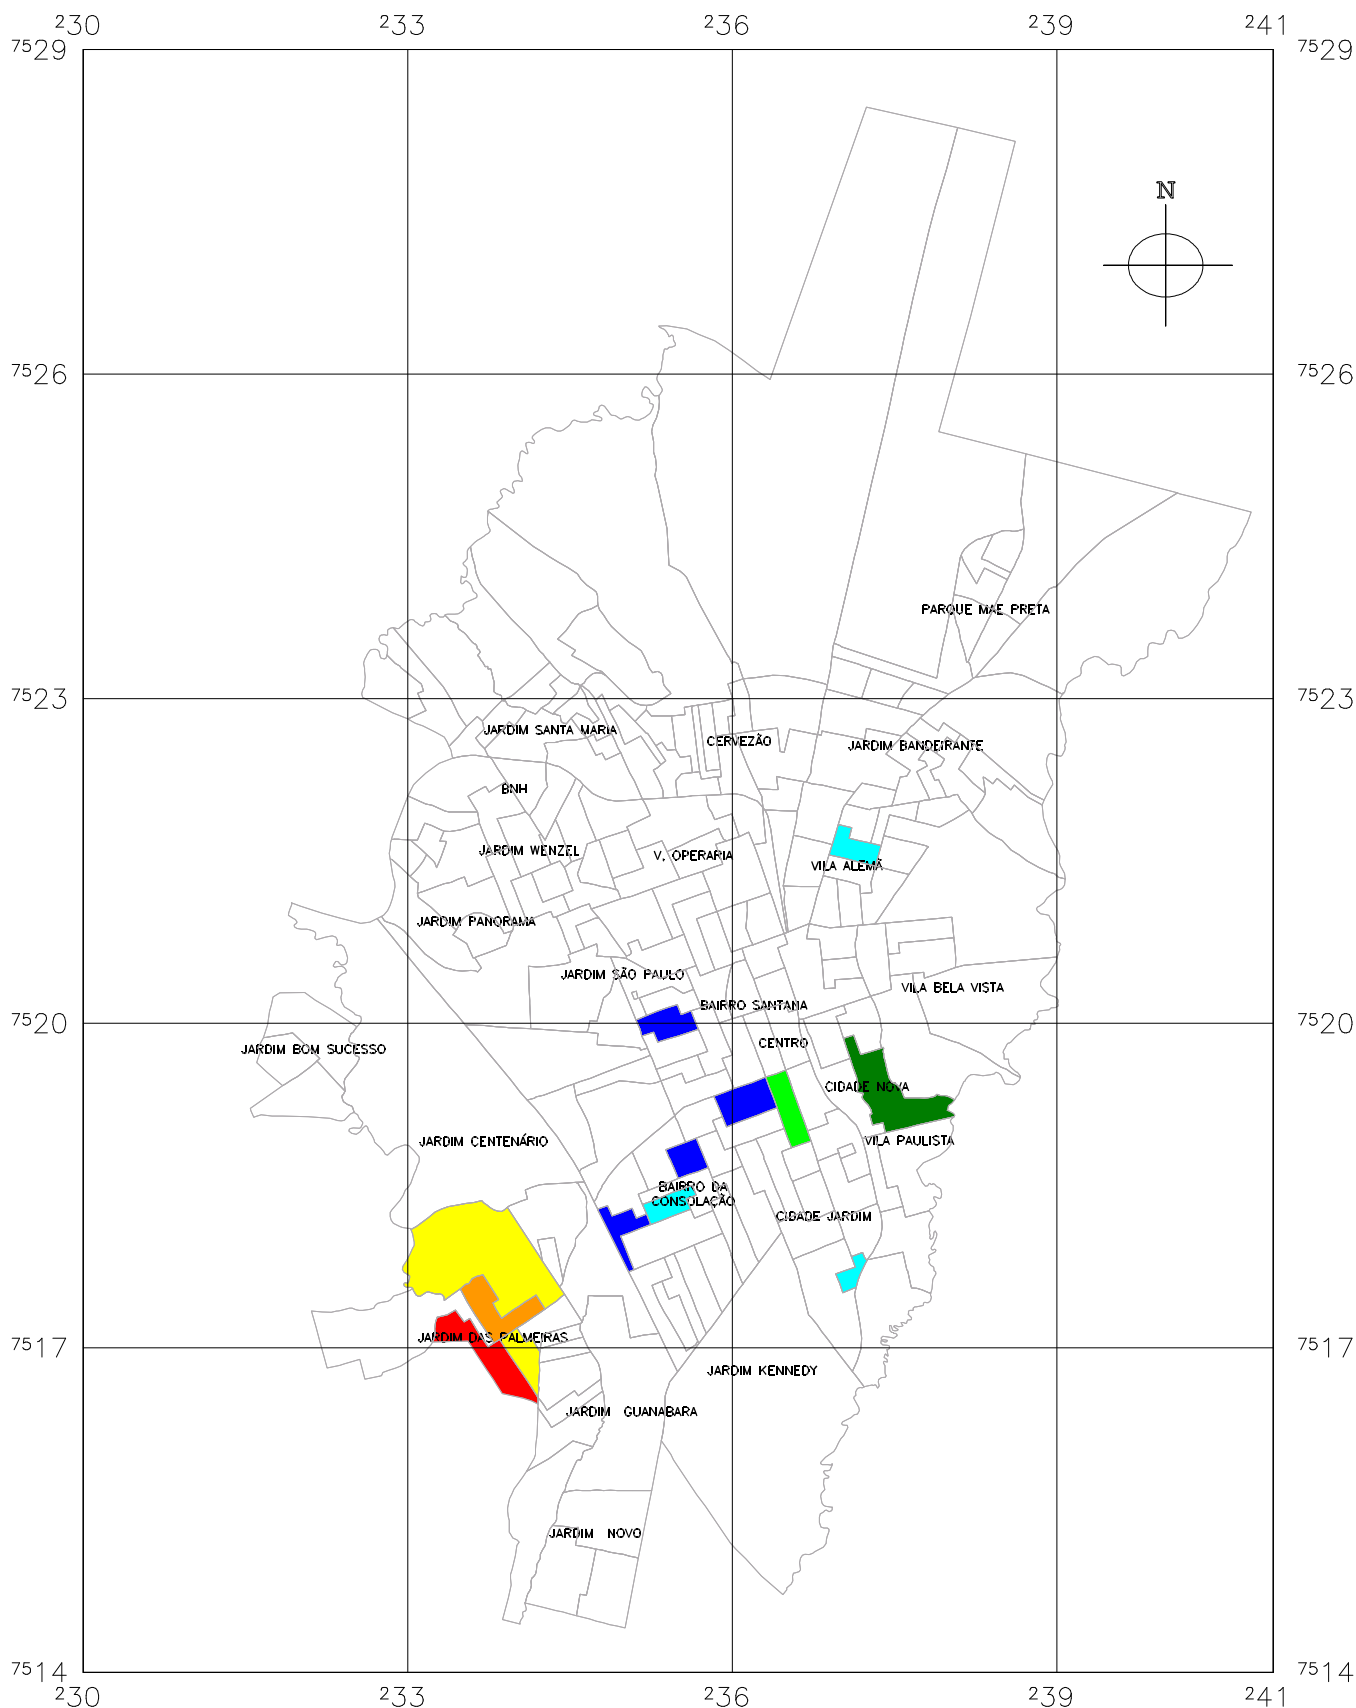 ²30 ²33 ²36 ²39 ²41
⁷⁵29 ⁷⁵29
N
⁷⁵26 ⁷⁵26
PARQUE MAE PRETA
⁷⁵23 ⁷⁵23
JARDIM SANTA MARIA
CERVEZÃO
JARDIM BANDEIRANTE
BNH
JARDIM WENZEL
V. OPERARIA
VILA ALEMÃ
JARDIM PANORAMA
JARDIM SÃO PAULO
VILA BELA VISTA
BAIRRO SANTANA
⁷⁵20 ⁷⁵20
CENTRO
JARDIM BOM SUCESSO
CIDADE NOVA
JARDIM CENTENÁRIO
VILA PAULISTA
BAIRRO DA
CONSOLAÇÃO
CIDADE JARDIM
JARDIM DAS PALMEIRAS
⁷⁵17 ⁷⁵17
JARDIM KENNEDY
JARDIM GUANABARA
JARDIM NOVO
⁷⁵14 ⁷⁵14
²30 ²33 ²36 ²39 ²41